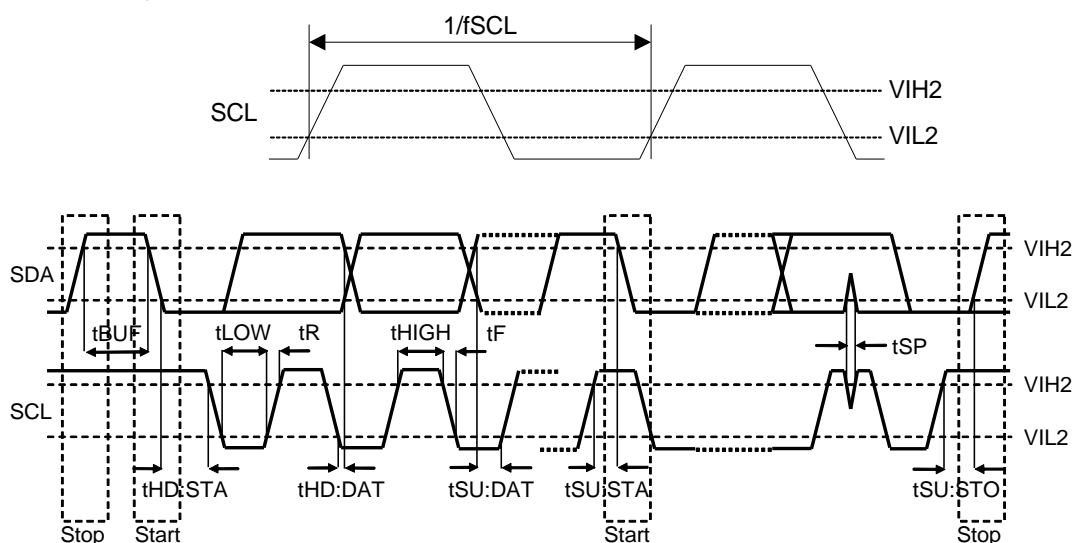 1/fSCL
SCL
VIH2
VIL2
SDA
VIH2
VIL2
tBUF
tLOW
tR
tHIGH
tF
tSP
SCL
VIH2
VIL2
tHD:STA
tHD:DAT
tSU:DAT
tSU:STA
tSU:STO
Stop
Start
Start
Stop